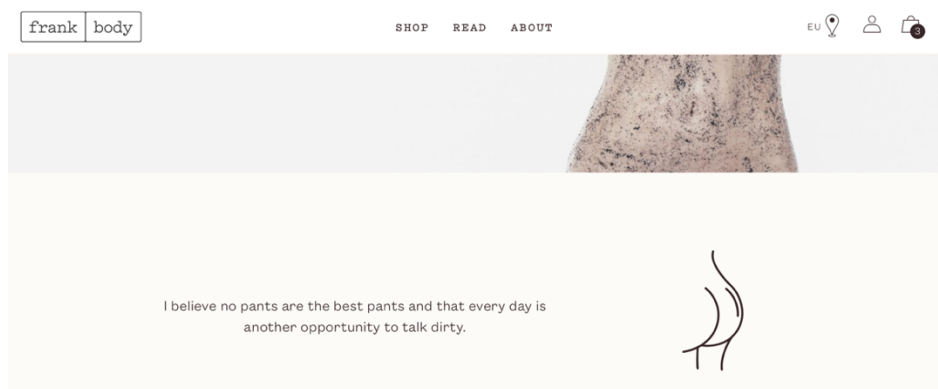 frank body
SHOP READ ABOUT
EU
3
I believe no pants are the best pants and that every day is
another opportunity to talk dirty.